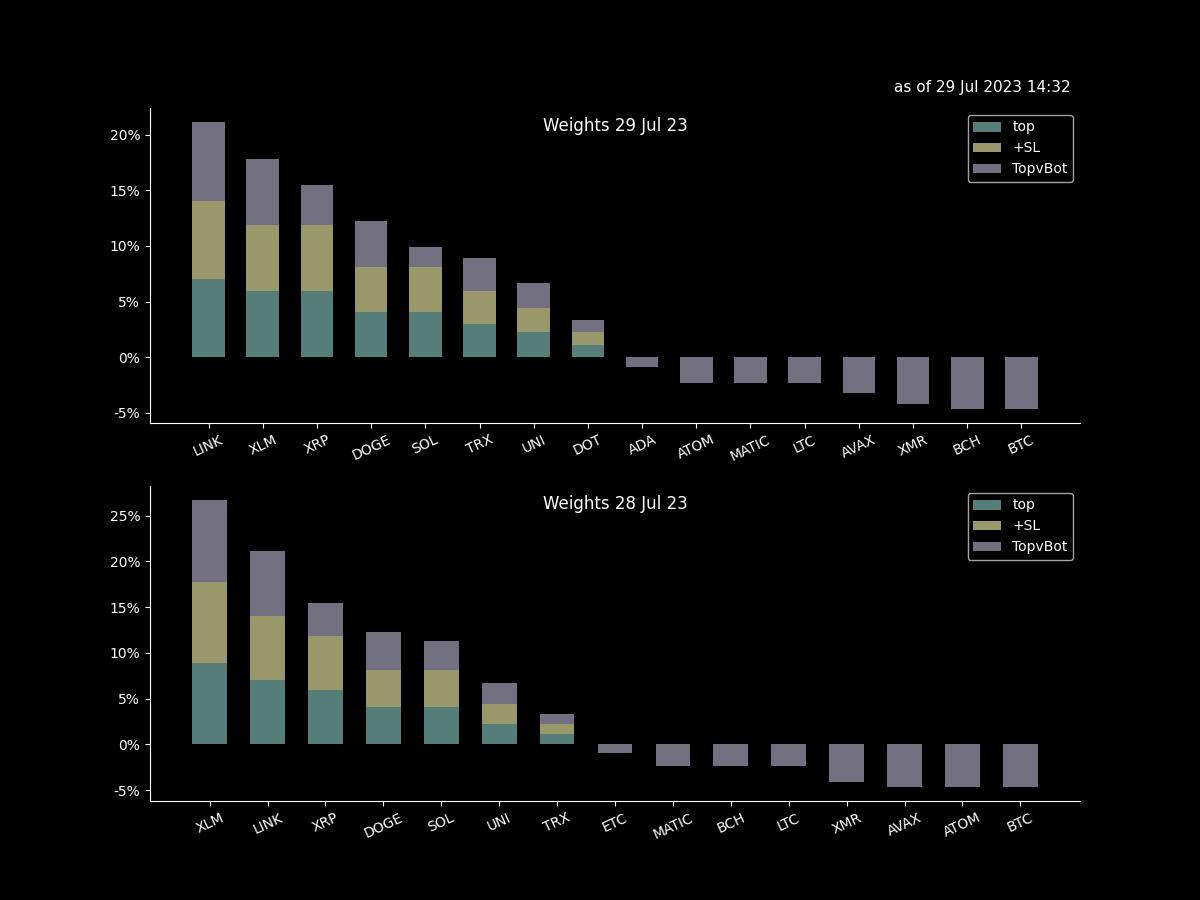 as of 29 Jul 2023 14:32
Weights 29 Jul 23
top
+SL
TopvBot
20%
15%
10%
5%
0%
-5%
LINK XLM XRP DOGE SOL TRX UNI DOT ADA ATOM MATIC LTC AVAX XMR BCH BTC
Weights 28 Jul 23
top
+SL
TopvBot
25%
20%
15%
10%
5%
0%
-5%
XLM LINK XRP DOGE SOL UNI TRX ETC MATIC BCH LTC XMR AVAX ATOM BTC